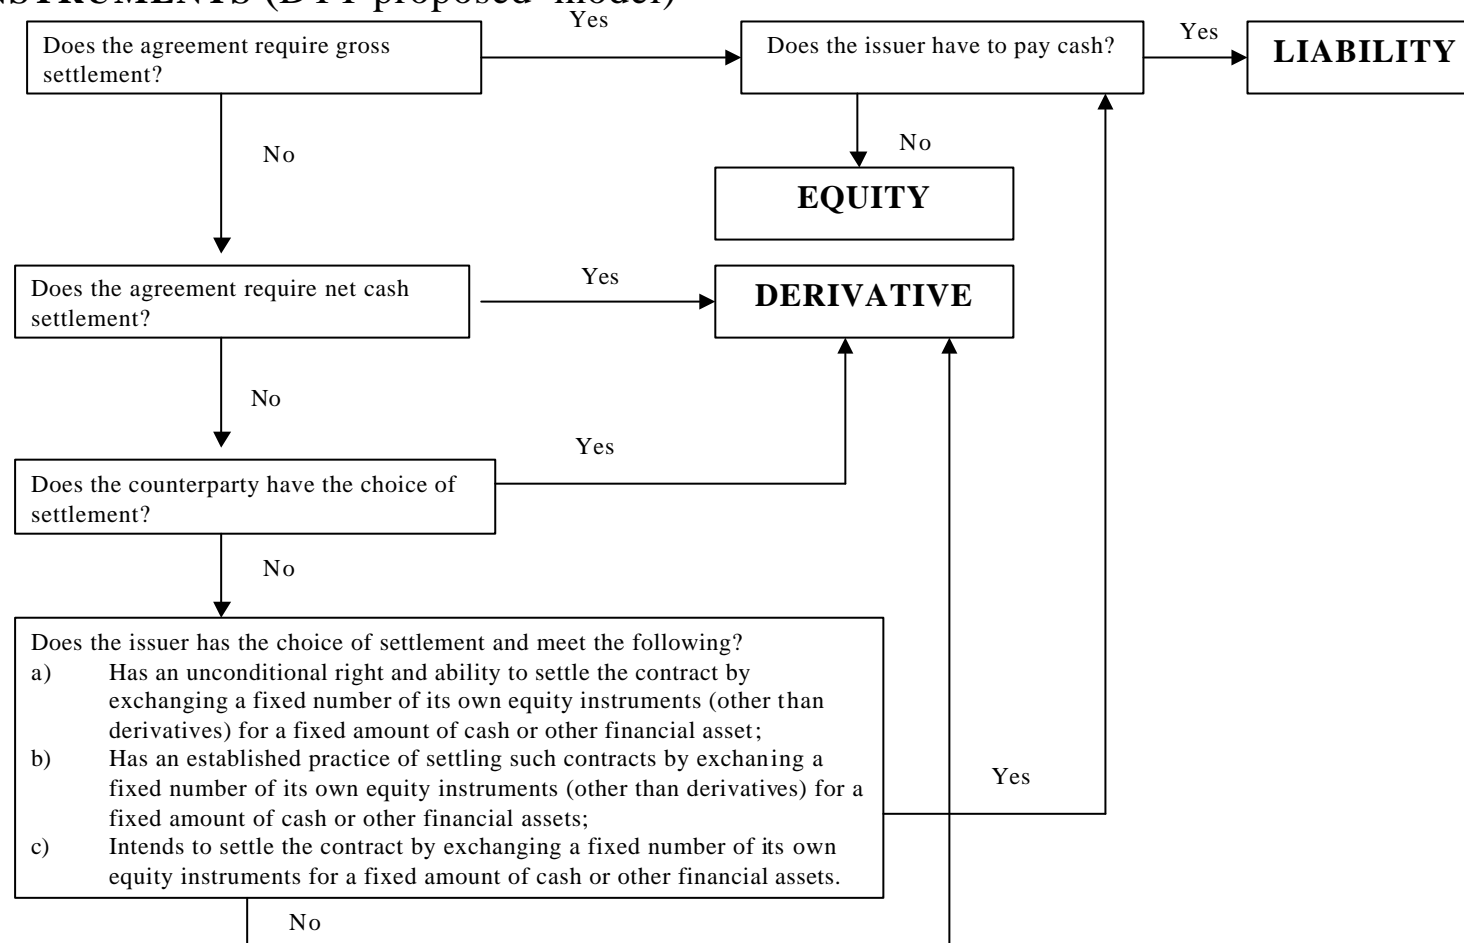 INSTRUMENTS (DTT proposed model)
Yes
Does the agreement require gross
settlement?
Does the issuer have to pay cash?
Yes
LIABILITY
No
No
EQUITY
Does the agreement require net cash
settlement?
Yes
DERIVATIVE
No
Does the counterparty have the choice of
settlement?
Yes
No
Does the issuer has the choice of settlement and meet the following?
a) Has an unconditional right and ability to settle the contract by
exchanging a fixed number of its own equity instruments (other than
derivatives) for a fixed amount of cash or other financial asset;
b) Has an established practice of settling such contracts by exchaning a
fixed number of its own equity instruments (other than derivatives) for a
fixed amount of cash or other financial assets;
c) Intends to settle the contract by exchanging a fixed number of its own
equity instruments for a fixed amount of cash or other financial assets.
Yes
No